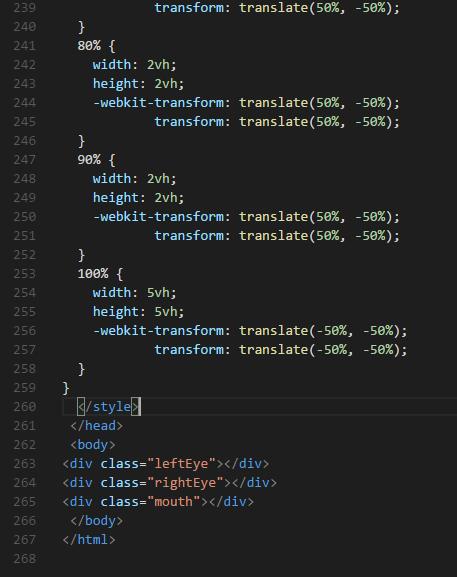 239 transform: translate(50%, -50%);
240 }
241 80% {
242 width: 2vh;
243 height: 2vh;
244 -webkit-transform: translate(50%, -50%);
245 transform: translate(50%, -50%);
246 }
247 90% {
248 width: 2vh;
249 height: 2vh;
250 -webkit-transform: translate(50%, -50%);
251 transform: translate(50%, -50%);
252 }
253 100% {
254 width: 5vh;
255 height: 5vh;
256 -webkit-transform: translate(-50%, -50%);
257 transform: translate(-50%, -50%);
258 }
259 }
260 </style>
261 </head>
262 <body>
263 <div class="leftEye"></div>
264 <div class="rightEye"></div>
265 <div class="mouth"></div>
266 </body>
267 </html>
268